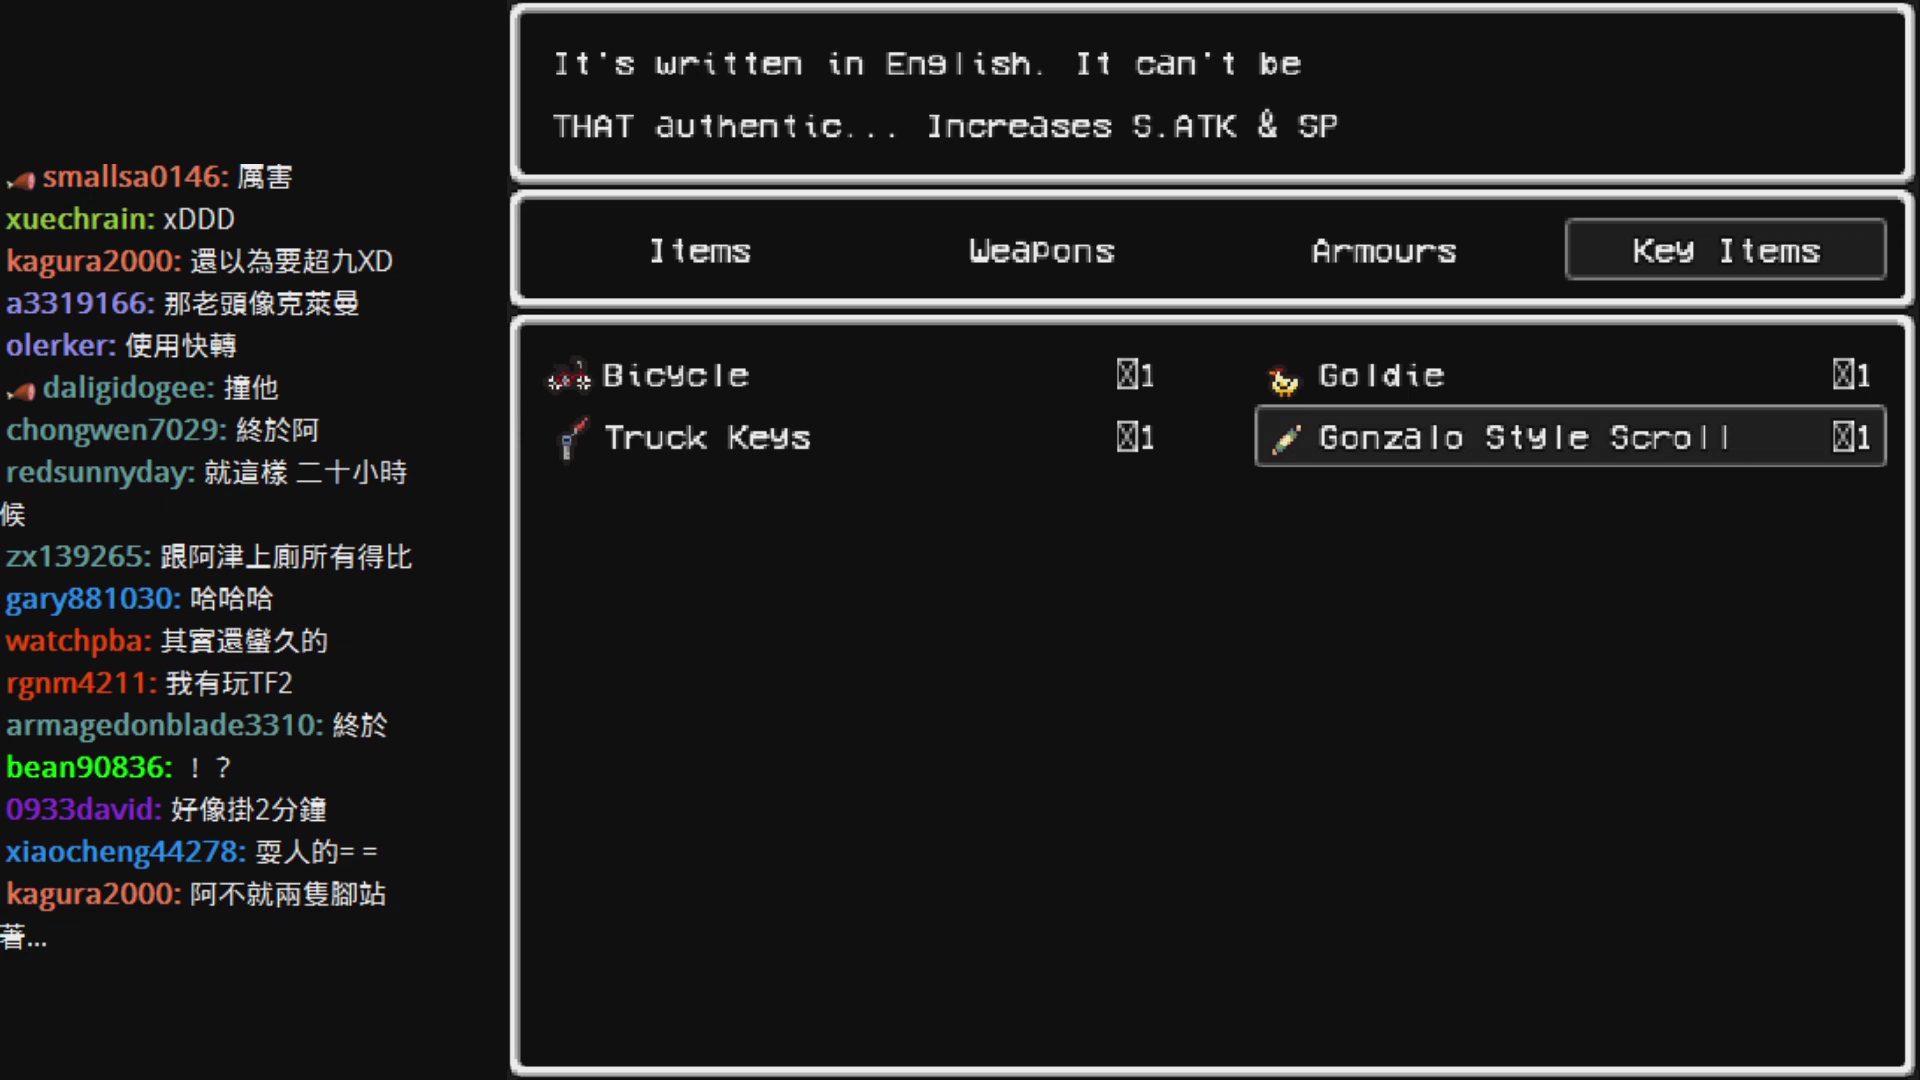 smallsa0146: 厲害
xuechrain: xDDD
kagura2000: 還以為要超九XD
a3319166: 那老頭像克萊曼
olerker: 使用快轉
daligidogee: 撞他
chongwen7029: 終於阿
redsunnyday: 就這樣 二十小時
候
zx139265: 跟阿津上廁所有得比
gary881030: 哈哈哈
watchpba: 其實還蠻久的
rgnm4211: 我有玩TF2
armagedonblade3310: 終於
bean90836: ！？
0933david: 好像掛2分鐘
xiaocheng44278: 耍人的= =
kagura2000: 阿不就兩隻腳站
著...
It's written in English. It can't be
THAT authentic... Increases S.ATK & SP
Items Weapons Armours Key Items
Bicycle 1 Goldie 1
Truck Keys 1 Gonzalo Style Scroll 1